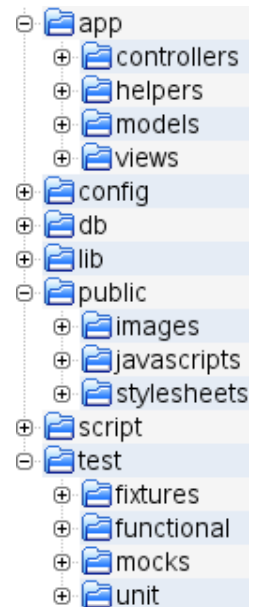 app
controllers
helpers
models
views
config
db
lib
public
images
javascripts
stylesheets
script
test
fixtures
functional
mocks
unit